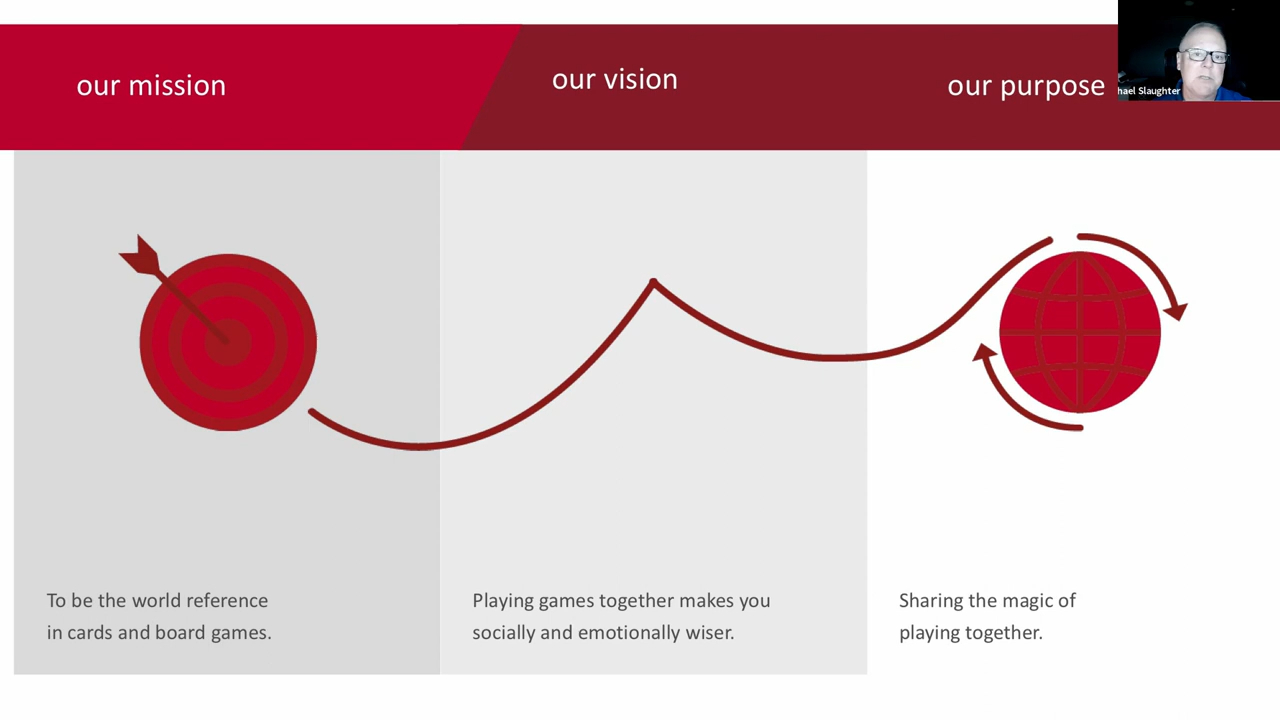 our mission
our vision
our purpose
hael Slaughter
To be the world reference
in cards and board games.
Playing games together makes you
socially and emotionally wiser.
Sharing the magic of
playing together.